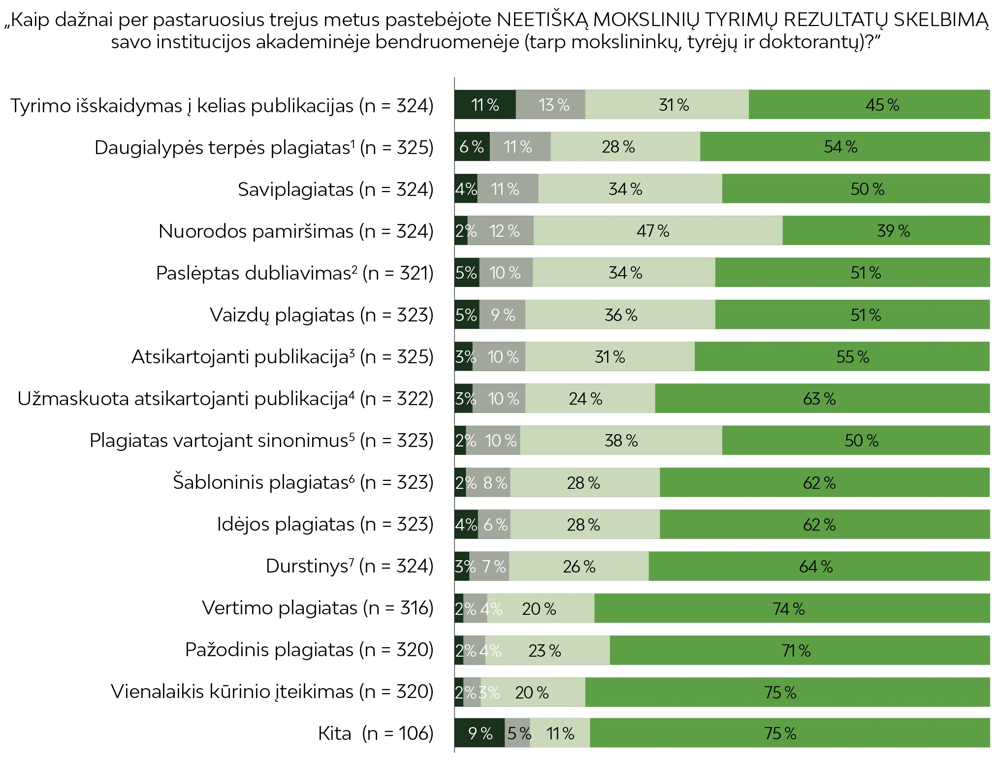 „Kaip dažnai per pastaruosius trejus metus pastebėjote NEETIŠKĄ MOKSLINIŲ TYRIMŲ REZULTATŲ SKELBIMĄ
savo institucijos akademinėje bendruomenėje (tarp mokslininkų, tyrėjų ir doktorantų)?“
Tyrimo išskaidymas į kelias publikacijas (n = 324) 11 % 13 % 31 % 45 %
Daugialypės terpės plagiatas¹ (n = 325) 6 % 11 % 28 % 54 %
Saviplagiatas (n = 324) 4% 11 % 34 % 50 %
Nuorodos pamiršimas (n = 324) 2% 12 % 47 % 39 %
Paslėptas dubliavimas² (n = 321) 5% 10 % 34 % 51 %
Vaizdų plagiatas (n = 323) 5% 9 % 36 % 51 %
Atsikartojanti publikacija³ (n = 325) 3% 10 % 31 % 55 %
Užmaskuota atsikartojanti publikacija⁴ (n = 322) 3% 10 % 24 % 63 %
Plagiatas vartojant sinonimus⁵ (n = 323) 2% 10 % 38 % 50 %
Šabloninis plagiatas⁶ (n = 323) 2% 8 % 28 % 62 %
Idėjos plagiatas (n = 323) 4% 6 % 28 % 62 %
Durstinys⁷ (n = 324) 3% 7 % 26 % 64 %
Vertimo plagiatas (n = 316) 2% 4% 20 % 74 %
Pažodinis plagiatas (n = 320) 2% 4% 23 % 71 %
Vienalaikis kūrinio įteikimas (n = 320) 2% 3% 20 % 75 %
Kita (n = 106) 9 % 5 % 11 % 75 %